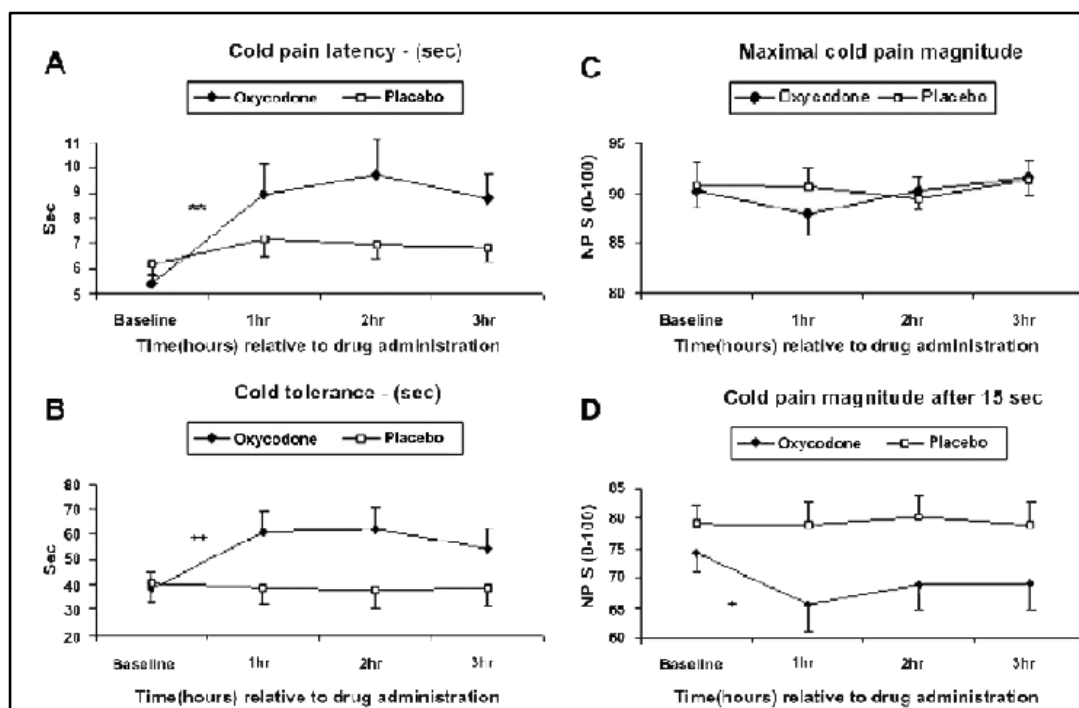 A
Cold pain latency - (sec)
Oxycodone Placebo
11
10
9
8
7
6
5
Sec
Baseline 1hr 2hr 3hr
Time(hours) relative to drug administration
B
Cold tolerance - (sec)
Oxycodone Placebo
80
70
60
50
40
30
20
Sec
++
Baseline 1hr 2hr 3hr
Time(hours) relative to drug administration
C
Maximal cold pain magnitude
Oxycodone Placebo
95
90
85
80
NP S (0-100)
Baseline 1hr 2hr 3hr
Time(hours) relative to drug administration
D
Cold pain magnitude after 15 sec
Oxycodone Placebo
85
80
75
70
65
60
NP S (0-100)
+
Baseline 1hr 2hr 3hr
Time(hours) relative to drug administration